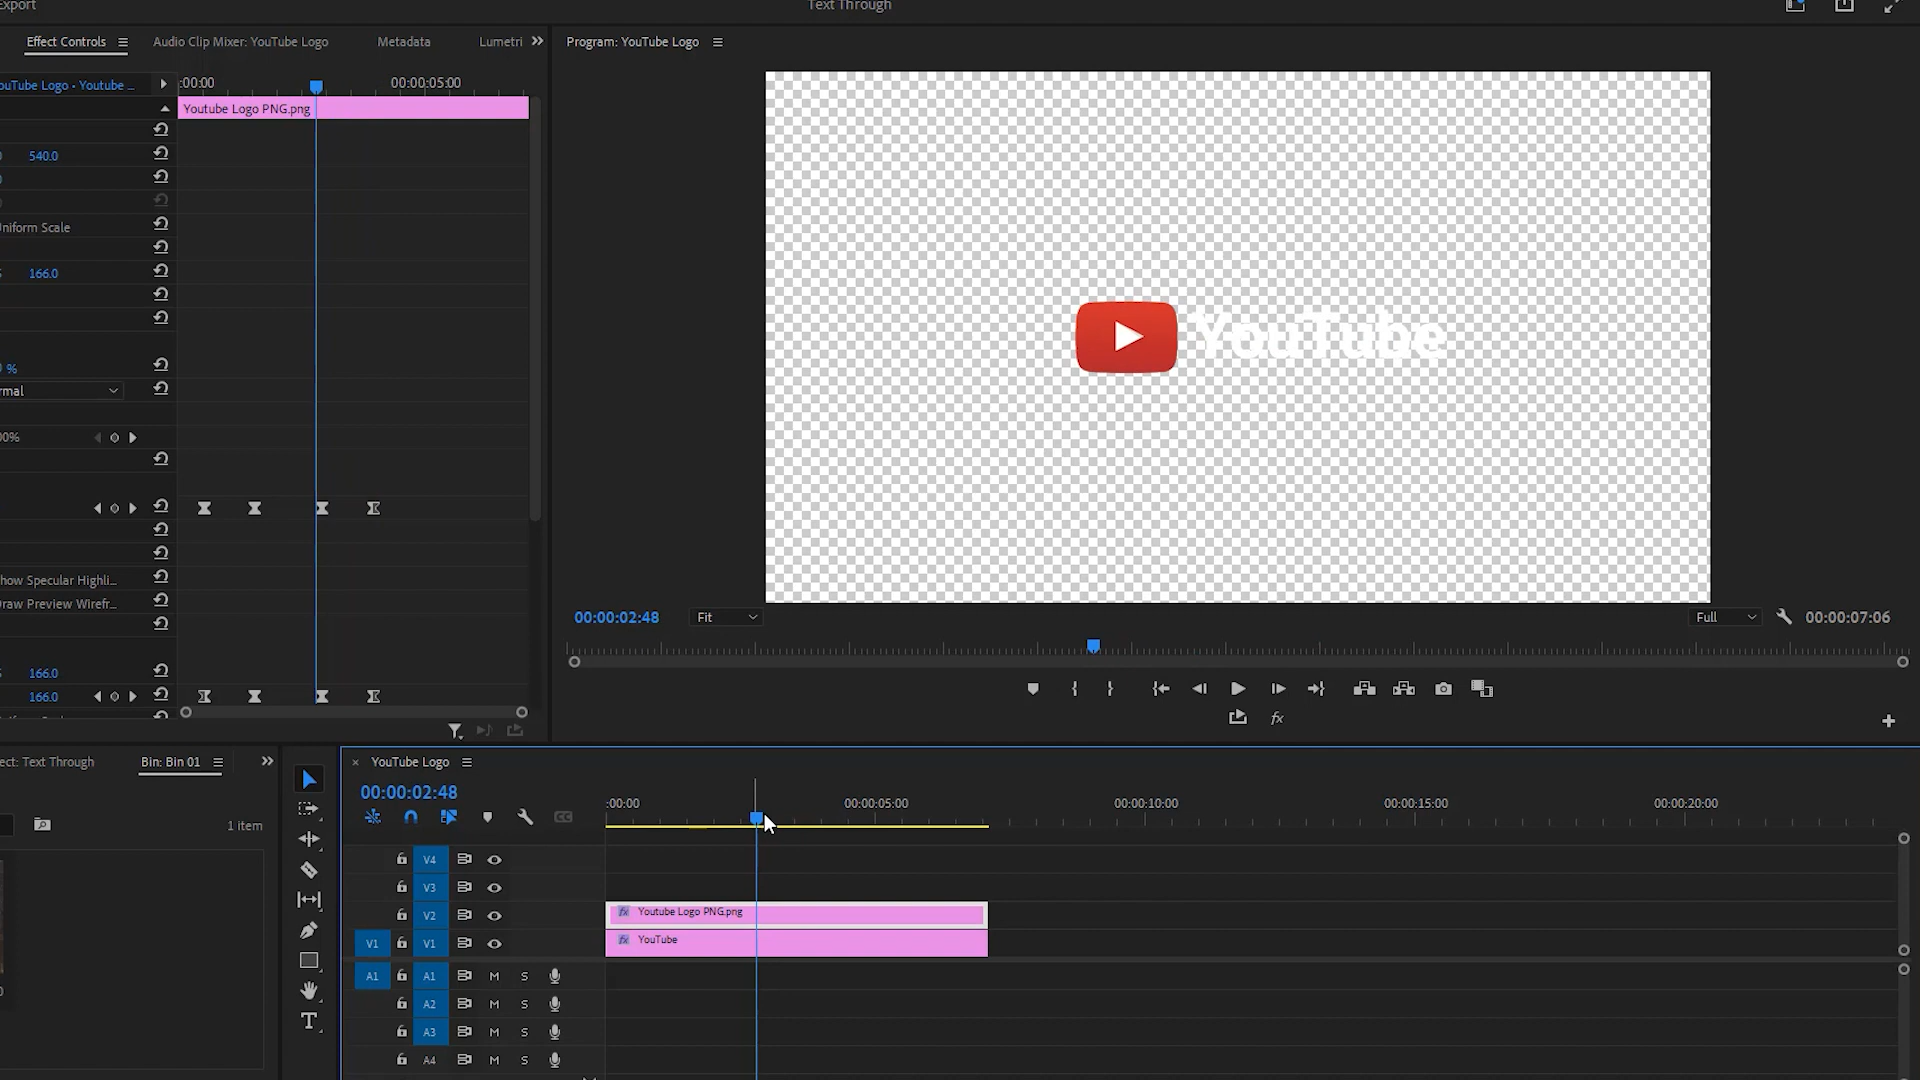 xport
Text Through
Effect Controls
Audio Clip Mixer: YouTube Logo
Metadata
Lumetri
Program: YouTube Logo
ouTube Logo • Youtube ...
:00:00
00:00:05:00
Youtube Logo PNG.png
540.0
niform Scale
166.0
%
rmal
00%
how Specular Highli...
raw Preview Wirefr...
166.0
166.0
YouTube
00:00:02:48
Fit
Full
00:00:07:06
fx
ect: Text Through
Bin: Bin 01
1 item
YouTube Logo
00:00:02:48
:00:00
00:00:05:00
00:00:10:00
00:00:15:00
00:00:20:00
V4
V3
V2
fx Youtube Logo PNG.png
V1 V1
fx YouTube
A1 A1 M S
A2 M S
A3 M S
A4 M S